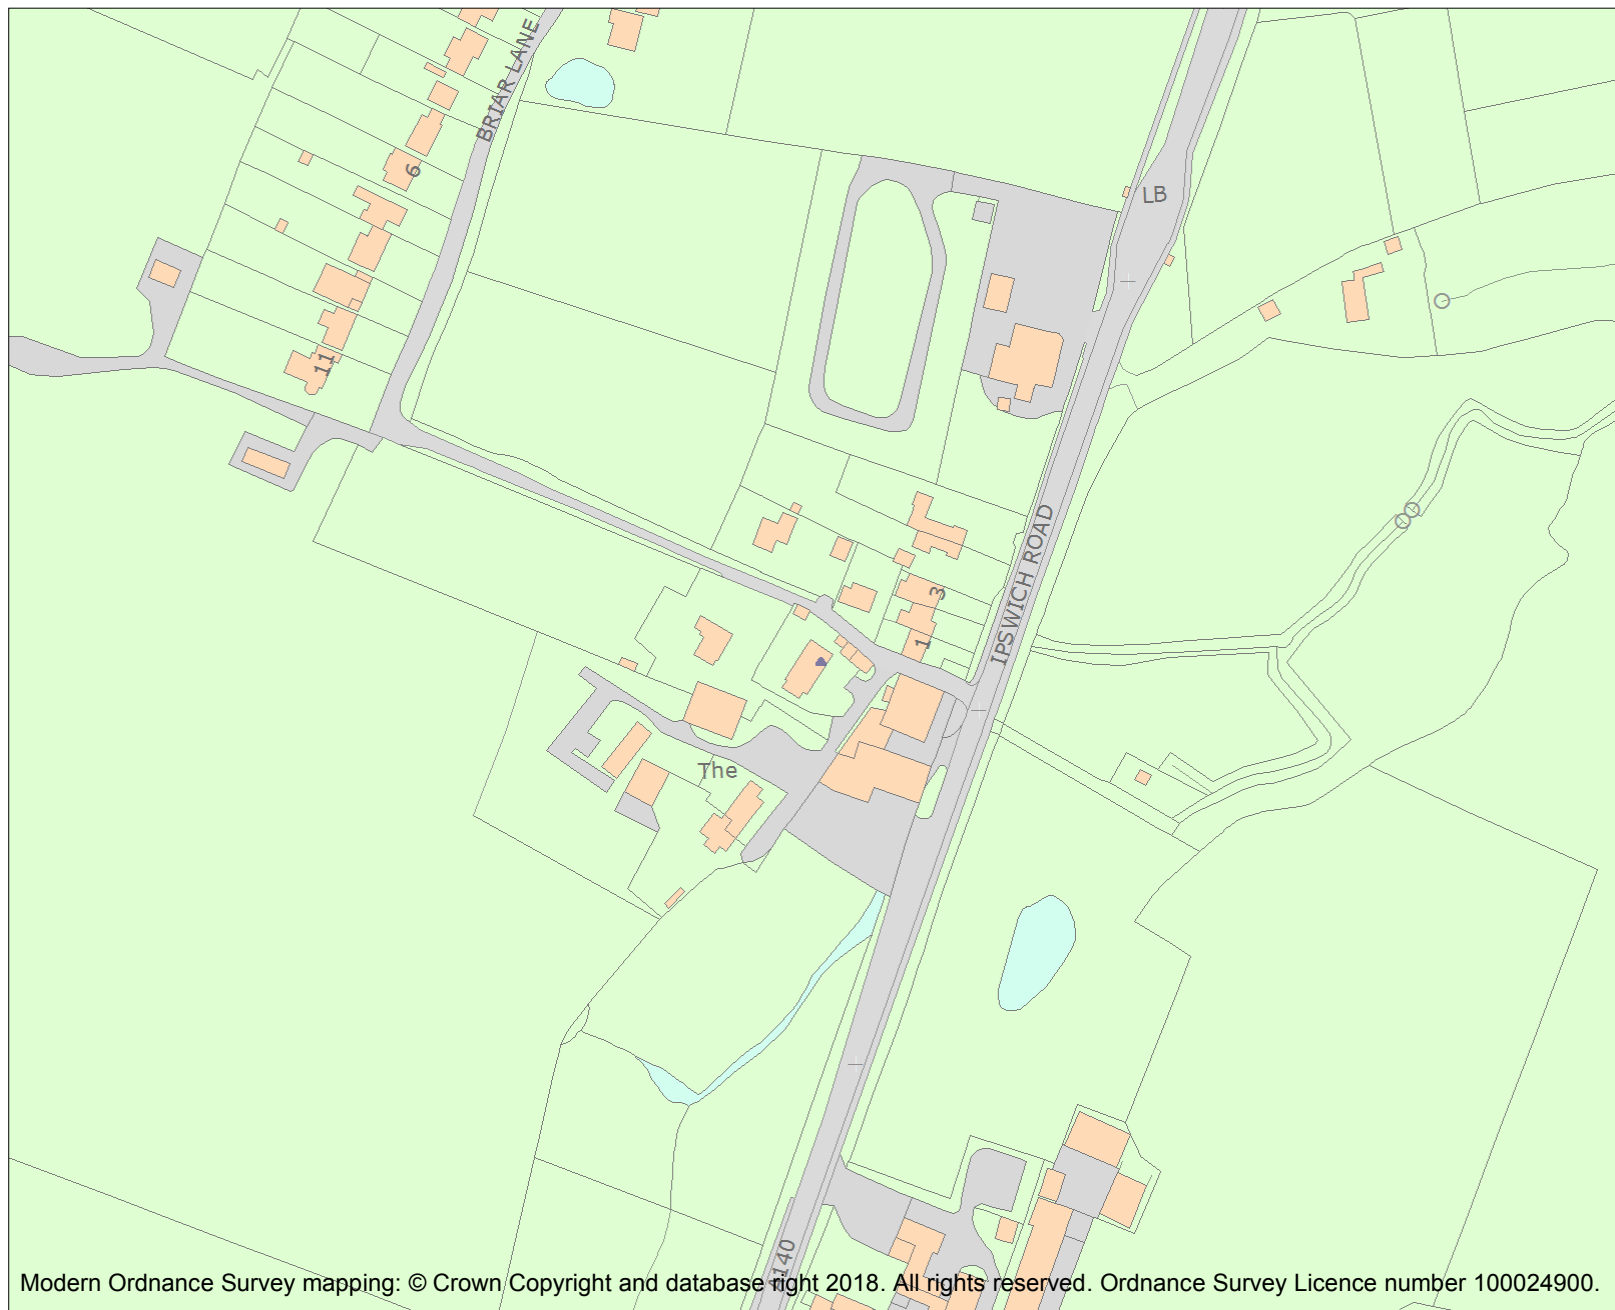 BRIAR LANE
6
LB
11
IPSWICH ROAD
3
1
The
A140
Modern Ordnance Survey mapping: © Crown Copyright and database right 2018. All rights reserved. Ordnance Survey Licence number 100024900.